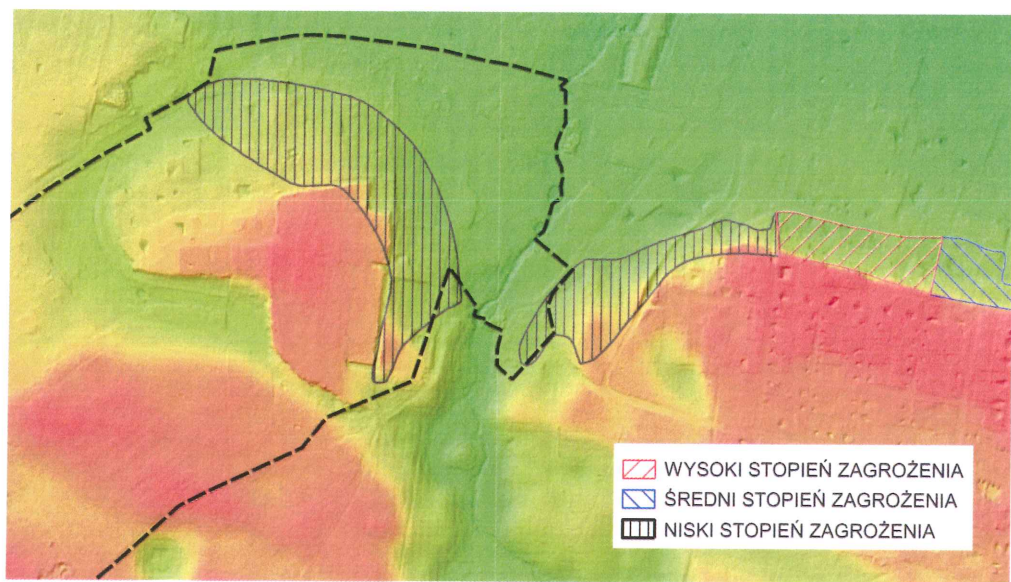 WYSOKI STOPIEŃ ZAGROŻENIA
ŚREDNI STOPIEŃ ZAGROŻENIA
NISKI STOPIEŃ ZAGROŻENIA